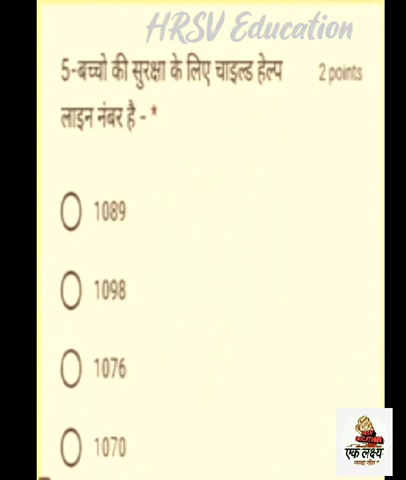 HRSV Education
5-बच्चो की सुरक्षा के लिए चाइल्ड हेल्प 2 points
लाइन नंबर है - *
1089
1098
1076
1070
एक लक्ष्य